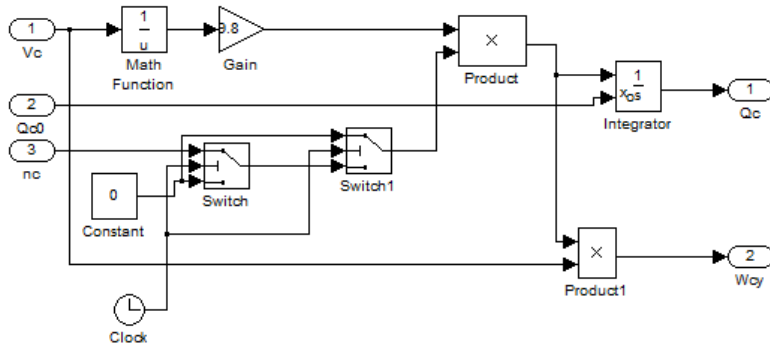 1
Vc
1
u
Math
Function
9.8
Gain
×
Product
2
Qc0
3
nc
0
Constant
Switch
Switch1
1
xo s
Integrator
1
Qc
×
Product1
2
Wcy
Clock